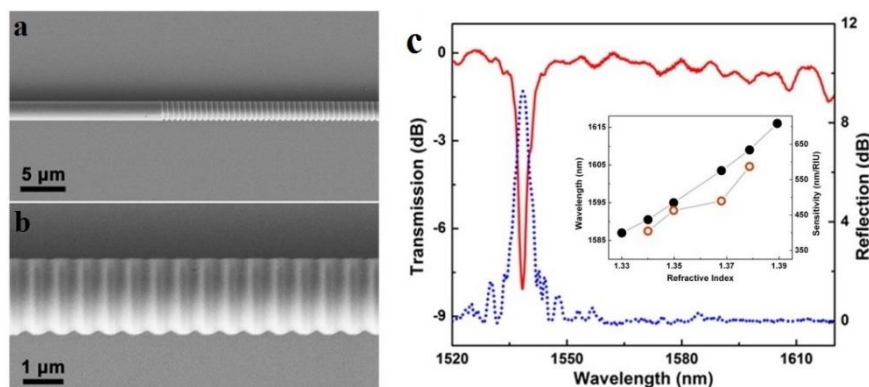 a
5 μm
b
1 μm
c
Transmission (dB)
0
-3
-6
-9
Reflection (dB)
12
8
4
0
1520
1550
1580
1610
Wavelength (nm)
Wavelength (nm)
1615
1605
1595
1585
Sensitivity (nm/RIU)
650
550
450
350
1.33
1.35
1.37
1.39
Refractive Index